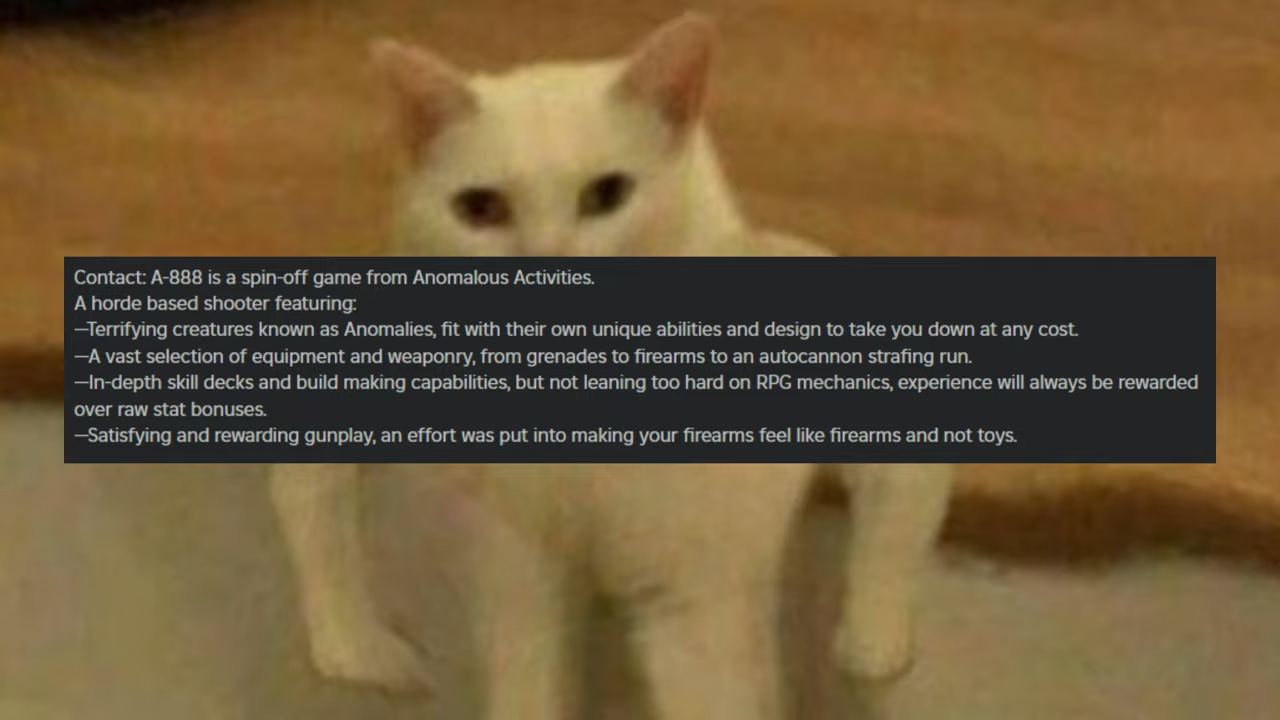 Contact: A-888 is a spin-off game from Anomalous Activities.
A horde based shooter featuring:
—Terrifying creatures known as Anomalies, fit with their own unique abilities and design to take you down at any cost.
—A vast selection of equipment and weaponry, from grenades to firearms to an autocannon strafing run.
—In-depth skill decks and build making capabilities, but not leaning too hard on RPG mechanics, experience will always be rewarded
over raw stat bonuses.
—Satisfying and rewarding gunplay, an effort was put into making your firearms feel like firearms and not toys.